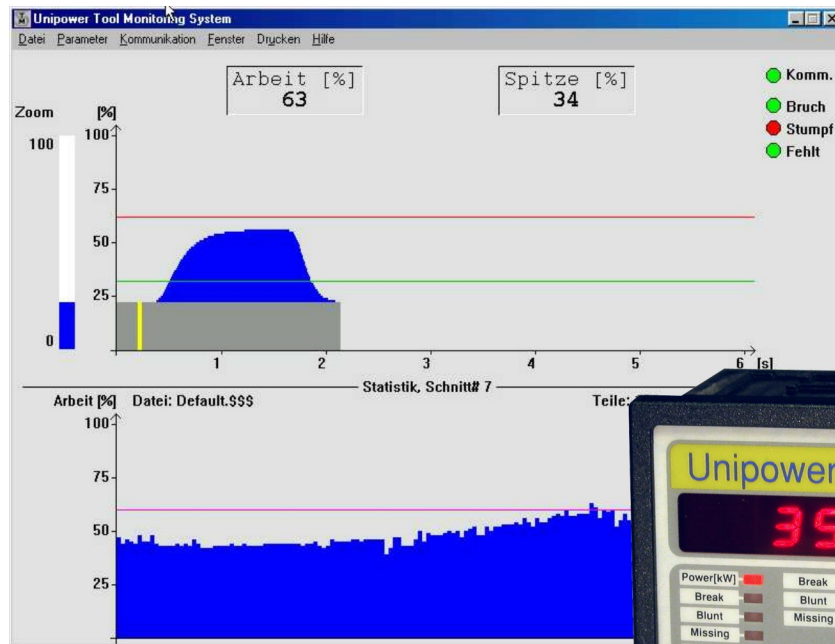 Unipower Tool Monitoring System
Datei Parameter Kommunikation Fenster Drucken Hilfe
Arbeit [%]
63
Spitze [%]
34
Komm.
Bruch
Stumpf
Fehlt
Zoom
100
0
[%]
100
75
50
25
1 2 3 4 5 6 [s]
Statistik, Schnitt# 7
Arbeit [%] Datei: Default.$$$ Teile:
100
75
50
25
Unipower
39
Power[kW] Break
Break Blunt
Blunt Missing
Missing